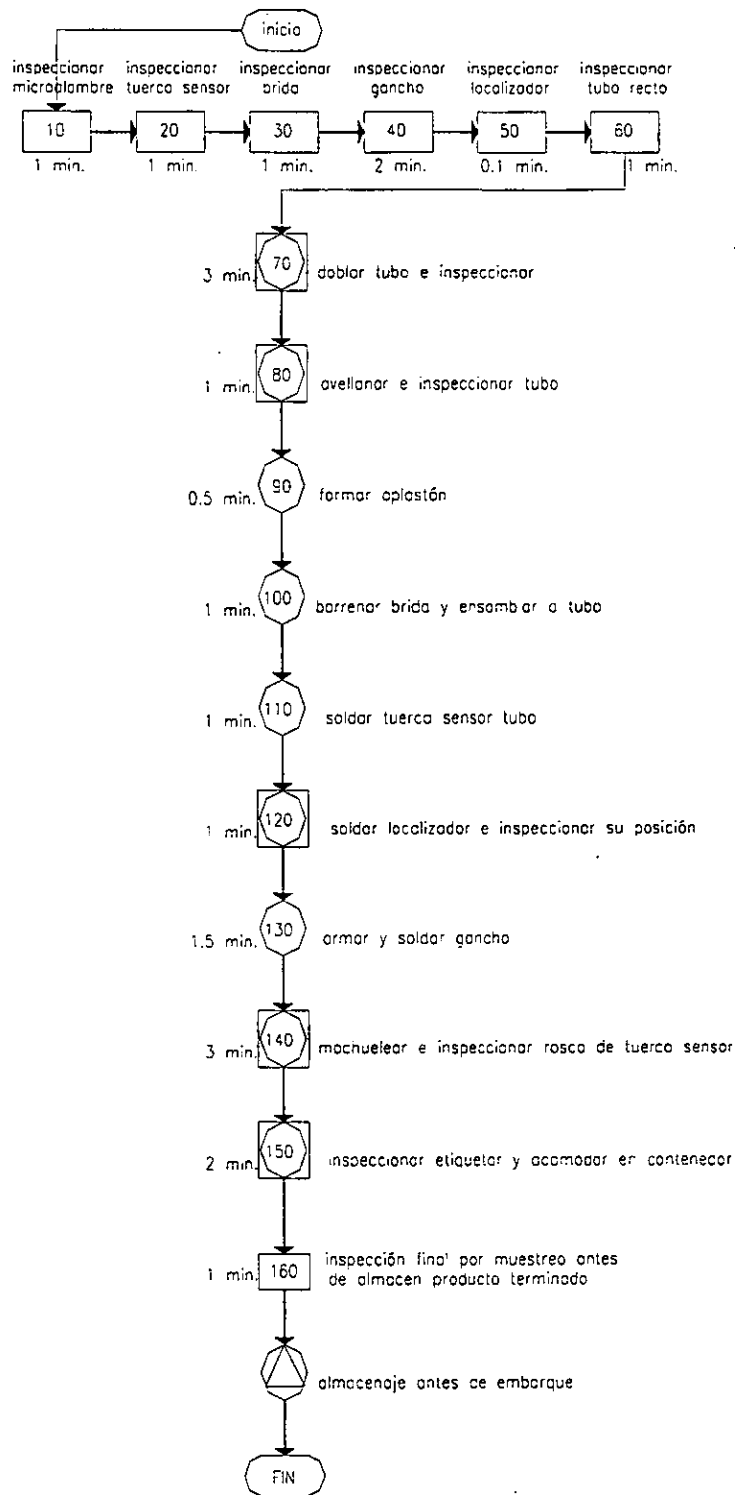 inicio
inspeccionar microalambre
inspeccionar tuerca sensor
inspeccionar brida
inspeccionar gancho
inspeccionar localizador
inspeccionar tubo recto
10
20
30
40
50
60
1 min.
1 min.
1 min.
2 min.
0.1 min.
1 min.
3 min. 70 doblar tubo e inspeccionar
1 min. 80 avellanar e inspeccionar tubo
0.5 min. 90 formar aplastón
1 min. 100 barrenar brida y ensamblar a tubo
1 min. 110 soldar tuerca sensor tubo
1 min. 120 soldar localizador e inspeccionar su posición
1.5 min. 130 armar y soldar gancho
3 min. 140 machuelear e inspeccionar rosca de tuerca sensor
2 min. 150 inspeccionar etiquetar y acomodar en contenedor
1 min. 160 inspección final por muestreo antes
de almacen producto terminado
almacenaje antes de embarque
FIN